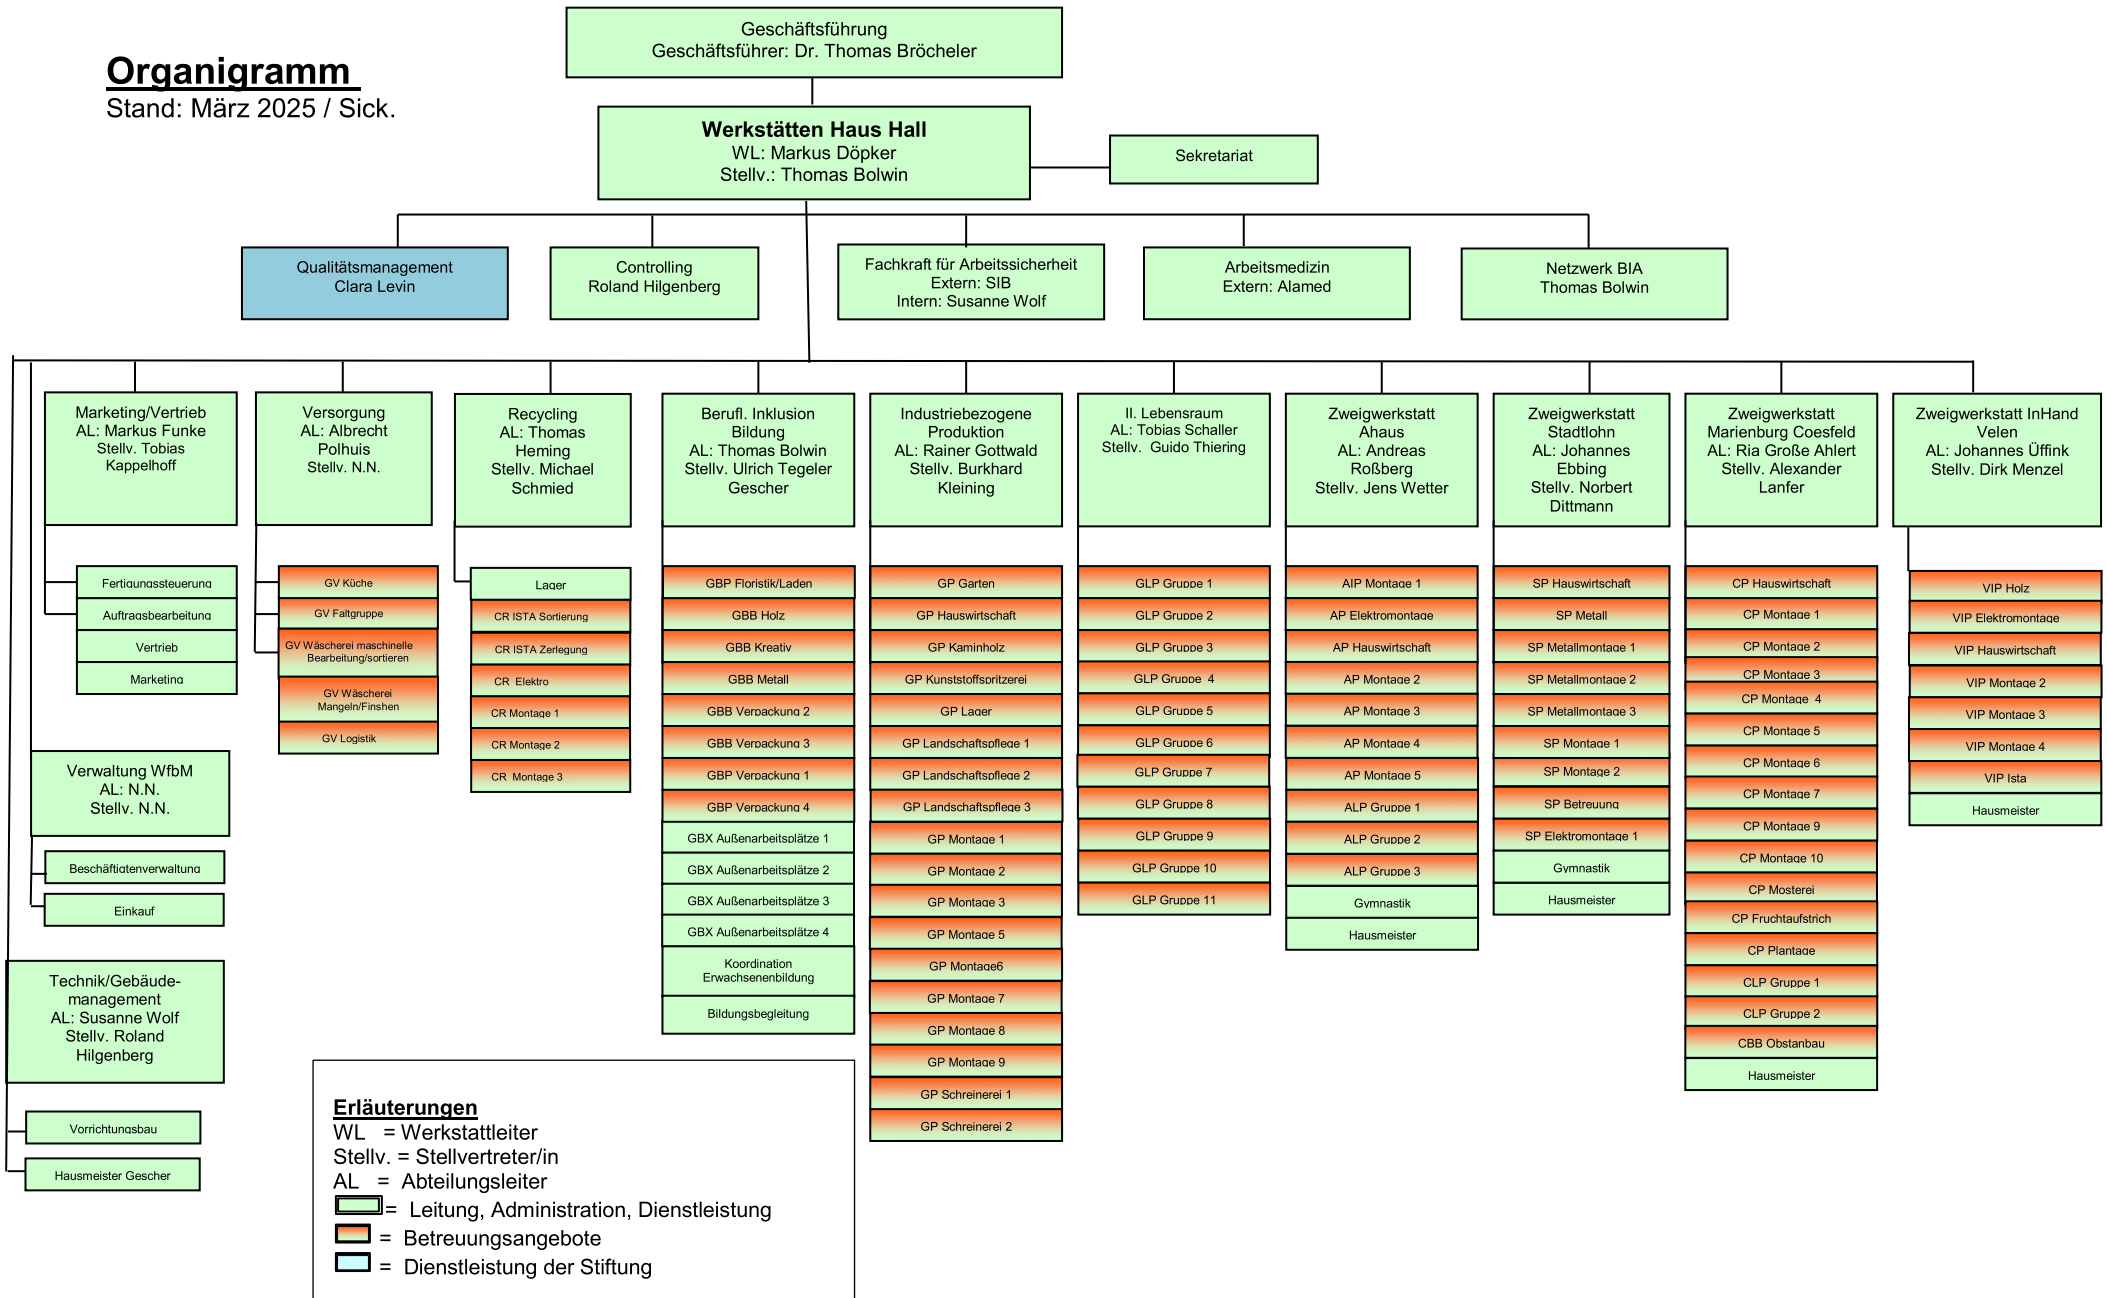 Organigramm
Stand: März 2025 / Sick.
Geschäftsführung
Geschäftsführer: Dr. Thomas Bröcheler
Werkstätten Haus Hall
WL: Markus Döpker
Stellv.: Thomas Bolwin
Sekretariat
Qualitätsmanagement
Clara Levin
Controlling
Roland Hilgenberg
Fachkraft für Arbeitssicherheit
Extern: SIB
Intern: Susanne Wolf
Arbeitsmedizin
Extern: Alamed
Netzwerk BIA
Thomas Bolwin
Marketing/Vertrieb
AL: Markus Funke
Stellv. Tobias
Kappelhoff
Fertigungssteuerung
Auftragsbearbeitung
Vertrieb
Marketing
Verwaltung WfbM
AL: N.N.
Stellv. N.N.
Beschäftigtenverwaltung
Einkauf
Technik/Gebäude-
management
AL: Susanne Wolf
Stellv. Roland
Hilgenberg
Vorrichtungsbau
Hausmeister Gescher
Versorgung
AL: Albrecht
Polhuis
Stellv. N.N.
GV Küche
GV Faltgruppe
GV Wäscherei maschinelle
Bearbeitung/sortieren
GV Wäscherei
Mangeln/Finshen
GV Logistik
Recycling
AL: Thomas
Heming
Stellv. Michael
Schmied
Lager
CR ISTA Sortierung
CR ISTA Zerlegung
CR Elektro
CR Montage 1
CR Montage 2
CR Montage 3
Berufl. Inklusion
Bildung
AL: Thomas Bolwin
Stellv. Ulrich Tegeler
Gescher
GBP Floristik/Laden
GBB Holz
GBB Kreativ
GBB Metall
GBB Verpackung 2
GBB Verpackung 3
GBP Verpackung 1
GBP Verpackung 4
GBX Außenarbeitsplätze 1
GBX Außenarbeitsplätze 2
GBX Außenarbeitsplätze 3
GBX Außenarbeitsplätze 4
Koordination
Erwachsenenbildung
Bildungsbegleitung
Industriebezogene
Produktion
AL: Rainer Gottwald
Stellv. Burkhard
Kleining
GP Garten
GP Hauswirtschaft
GP Kaminholz
GP Kunststoffspritzerei
GP Lager
GP Landschaftspflege 1
GP Landschaftspflege 2
GP Landschaftspflege 3
GP Montage 1
GP Montage 2
GP Montage 3
GP Montage 5
GP Montage6
GP Montage 7
GP Montage 8
GP Montage 9
GP Schreinerei 1
GP Schreinerei 2
II. Lebensraum
AL: Tobias Schaller
Stellv. Guido Thiering
GLP Gruppe 1
GLP Gruppe 2
GLP Gruppe 3
GLP Gruppe 4
GLP Gruppe 5
GLP Gruppe 6
GLP Gruppe 7
GLP Gruppe 8
GLP Gruppe 9
GLP Gruppe 10
GLP Gruppe 11
Zweigwerkstatt
Ahaus
AL: Andreas
Roßberg
Stellv. Jens Wetter
AIP Montage 1
AP Elektromontage
AP Hauswirtschaft
AP Montage 2
AP Montage 3
AP Montage 4
AP Montage 5
ALP Gruppe 1
ALP Gruppe 2
ALP Gruppe 3
Gymnastik
Hausmeister
Zweigwerkstatt
Stadtlohn
AL: Johannes
Ebbing
Stellv. Norbert
Dittmann
SP Hauswirtschaft
SP Metall
SP Metallmontage 1
SP Metallmontage 2
SP Metallmontage 3
SP Montage 1
SP Montage 2
SP Betreuung
SP Elektromontage 1
Gymnastik
Hausmeister
Zweigwerkstatt
Marienburg Coesfeld
AL: Ria Große Ahlert
Stellv. Alexander
Lanfer
CP Hauswirtschaft
CP Montage 1
CP Montage 2
CP Montage 3
CP Montage 4
CP Montage 5
CP Montage 6
CP Montage 7
CP Montage 9
CP Montage 10
CP Mosterei
CP Fruchtaufstrich
CP Plantage
CLP Gruppe 1
CLP Gruppe 2
CBB Obstanbau
Hausmeister
Zweigwerkstatt InHand
Velen
AL: Johannes Üffink
Stellv. Dirk Menzel
VIP Holz
VIP Elektromontage
VIP Hauswirtschaft
VIP Montage 2
VIP Montage 3
VIP Montage 4
VIP Ista
Hausmeister
Erläuterungen
WL = Werkstattleiter
Stellv. = Stellvertreter/in
AL = Abteilungsleiter
= Leitung, Administration, Dienstleistung
= Betreuungsangebote
= Dienstleistung der Stiftung